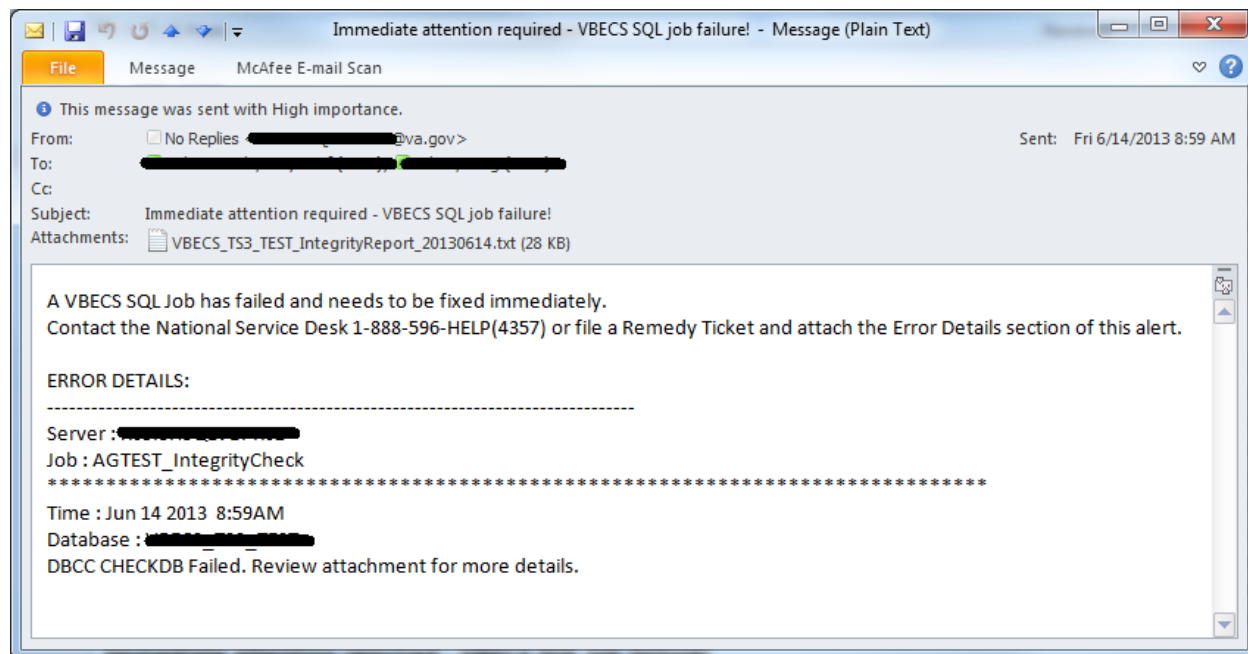 Immediate attention required - VBECS SQL job failure! - Message (Plain Text)
File Message McAfee E-mail Scan
This message was sent with High importance.
From: No Replies @va.gov> Sent: Fri 6/14/2013 8:59 AM
To:
Cc:
Subject: Immediate attention required - VBECS SQL job failure!
Attachments: VBECS_TS3_TEST_IntegrityReport_20130614.txt (28 KB)
A VBECS SQL Job has failed and needs to be fixed immediately.
Contact the National Service Desk 1-888-596-HELP(4357) or file a Remedy Ticket and attach the Error Details section of this alert.
ERROR DETAILS:
--------------------------------------------------------------------------------
Server :
Job : AGTEST_IntegrityCheck
********************************************************************************
Time : Jun 14 2013 8:59AM
Database :
DBCC CHECKDB Failed. Review attachment for more details.